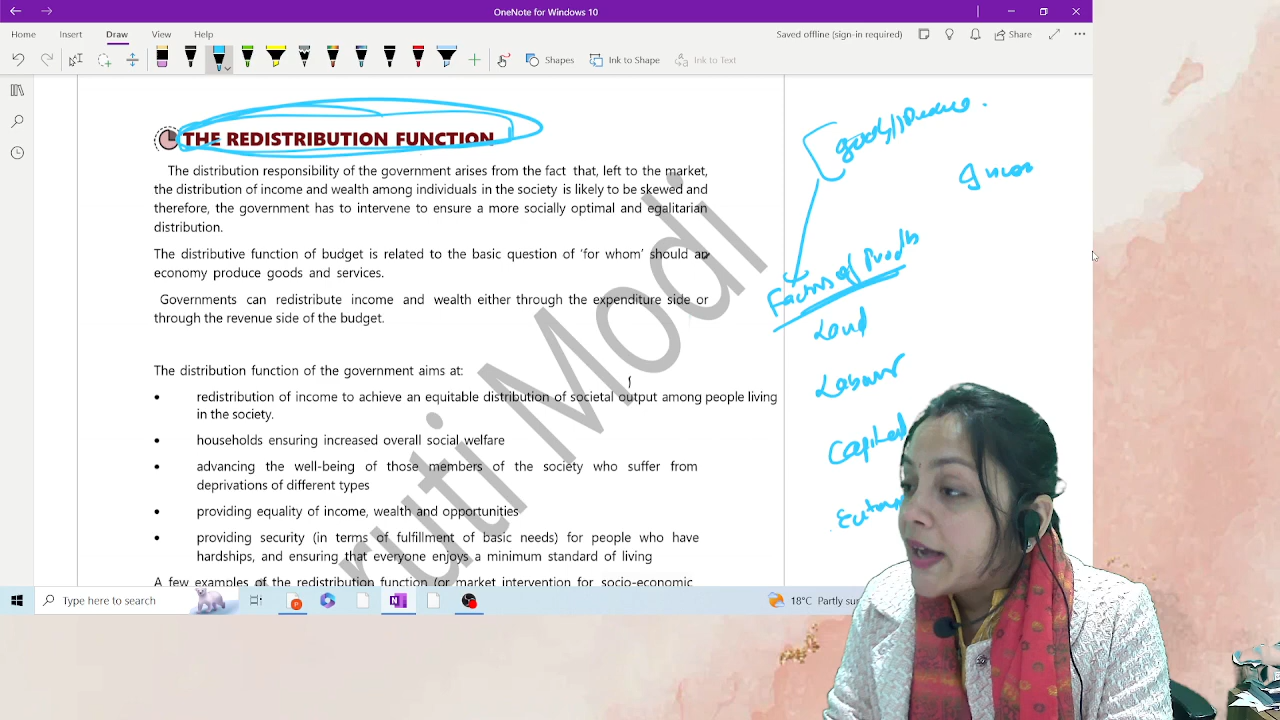 OneNote for Windows 10
Home Insert Draw View Help
Saved offline (sign-in required)
Share
Shapes
Ink to Shape
Ink to Text
THE REDISTRIBUTION FUNCTION
The distribution responsibility of the government arises from the fact that, left to the market,
the distribution of income and wealth among individuals in the society is likely to be skewed and
therefore, the government has to intervene to ensure a more socially optimal and egalitarian
distribution.
The distributive function of budget is related to the basic question of ‘for whom’ should an
economy produce goods and services.
Governments can redistribute income and wealth either through the expenditure side or
through the revenue side of the budget.
The distribution function of the government aims at:
• redistribution of income to achieve an equitable distribution of societal output among people living
in the society.
• households ensuring increased overall social welfare
• advancing the well-being of those members of the society who suffer from
deprivations of different types
• providing equality of income, wealth and opportunities
• providing security (in terms of fulfillment of basic needs) for people who have
hardships, and ensuring that everyone enjoys a minimum standard of living
A few examples of the redistribution function (or market intervention for socio-economic
ruti Modi
Factors of Prodn
Land
Labour
Capital
Type here to search
18°C Partly su